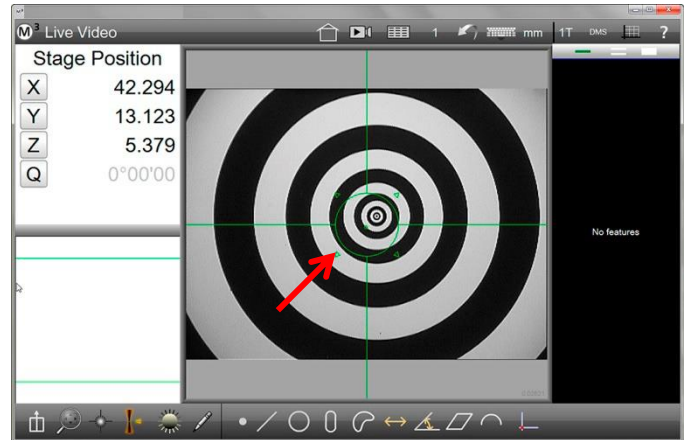 M³ Live Video
1 mm 1T DMS ?
Stage Position
X 42.294
Y 13.123
Z 5.379
Q 0°00'00
No features